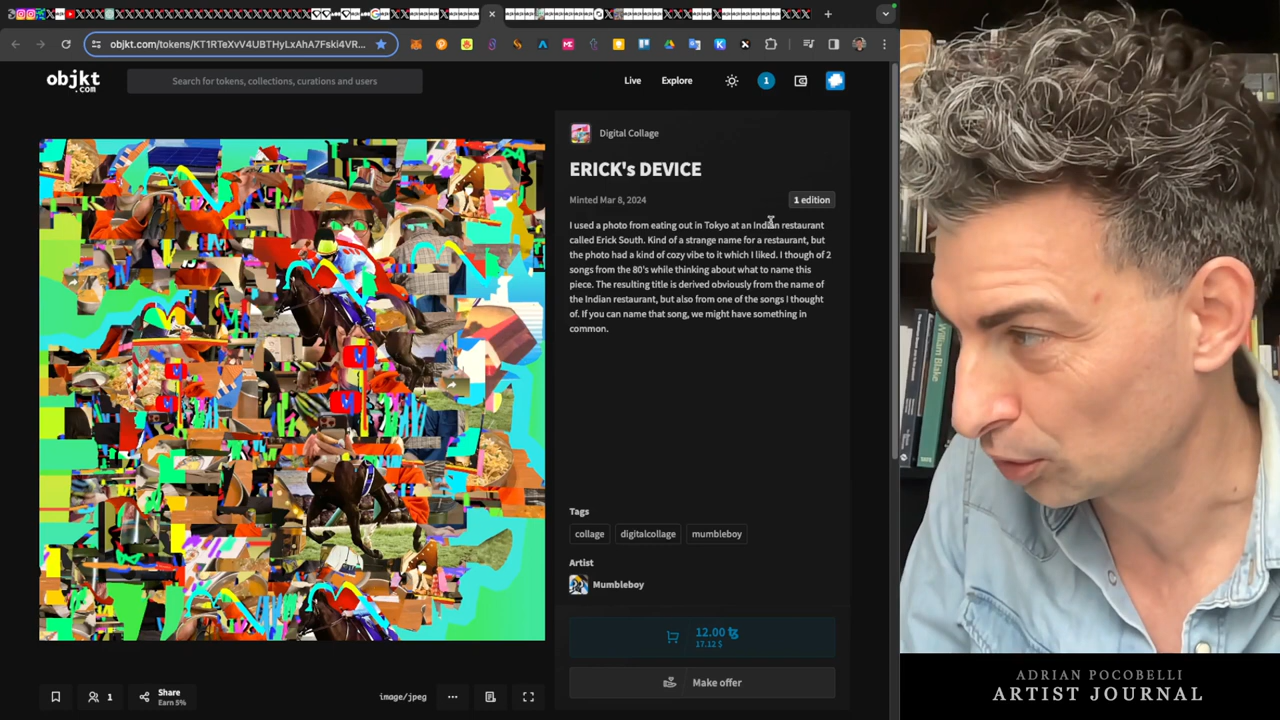 objkt.com/tokens/KT1RTeXvV4UBTHyLxAhA7Fski4VR...
objkt
.com
Search for tokens, collections, curations and users
Live
Explore
1
Digital Collage
ERICK's DEVICE
Minted Mar 8, 2024
1 edition
I used a photo from eating out in Tokyo at an Indian restaurant
called Erick South. Kind of a strange name for a restaurant, but
the photo had a kind of cozy vibe to it which I liked. I though of 2
songs from the 80's while thinking about what to name this
piece. The resulting title is derived obviously from the name of
the Indian restaurant, but also from one of the songs I thought
of. If you can name that song, we might have something in
common.
Tags
collage
digitalcollage
mumbleboy
Artist
Mumbleboy
12.00 ꜩ
17.12 $
Make offer
1
Share
Earn 5%
image/jpeg
William Blake
ADRIAN POCOBELLI
ARTIST JOURNAL